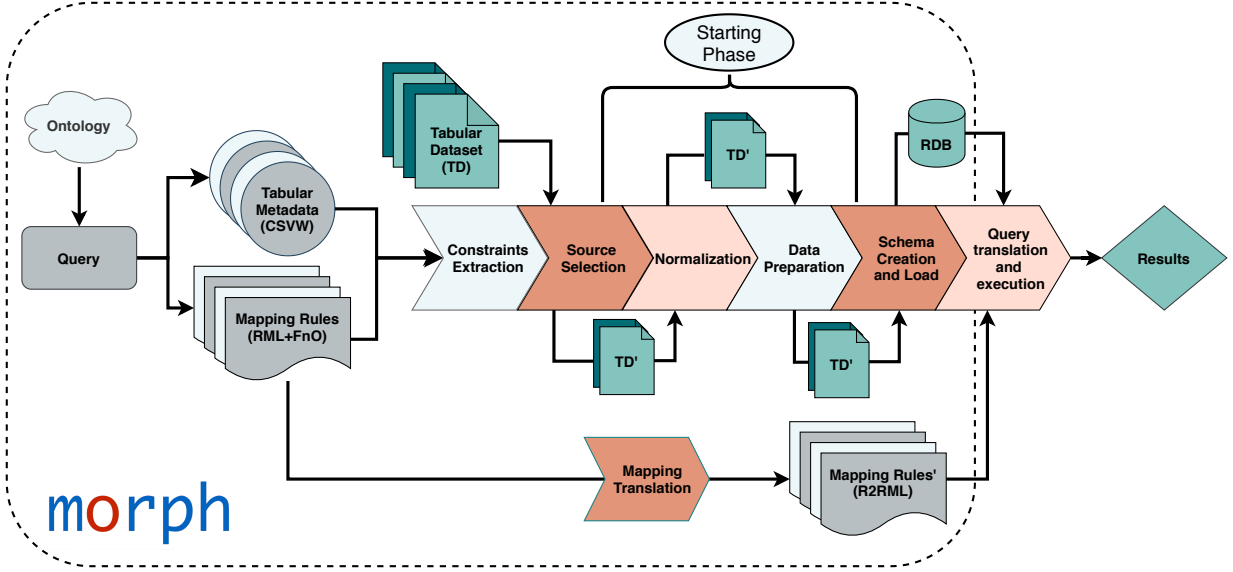 Starting
Phase
Ontology
Tabular
Dataset
(TD)
TD'
RDB
Tabular
Metadata
(CSVW)
Query
Constraints
Extraction
Source
Selection
Normalization
Data
Preparation
Schema
Creation
and Load
Query
translation
and
execution
Results
Mapping Rules
(RML+FnO)
TD'
TD'
Mapping
Translation
Mapping Rules'
(R2RML)
morph